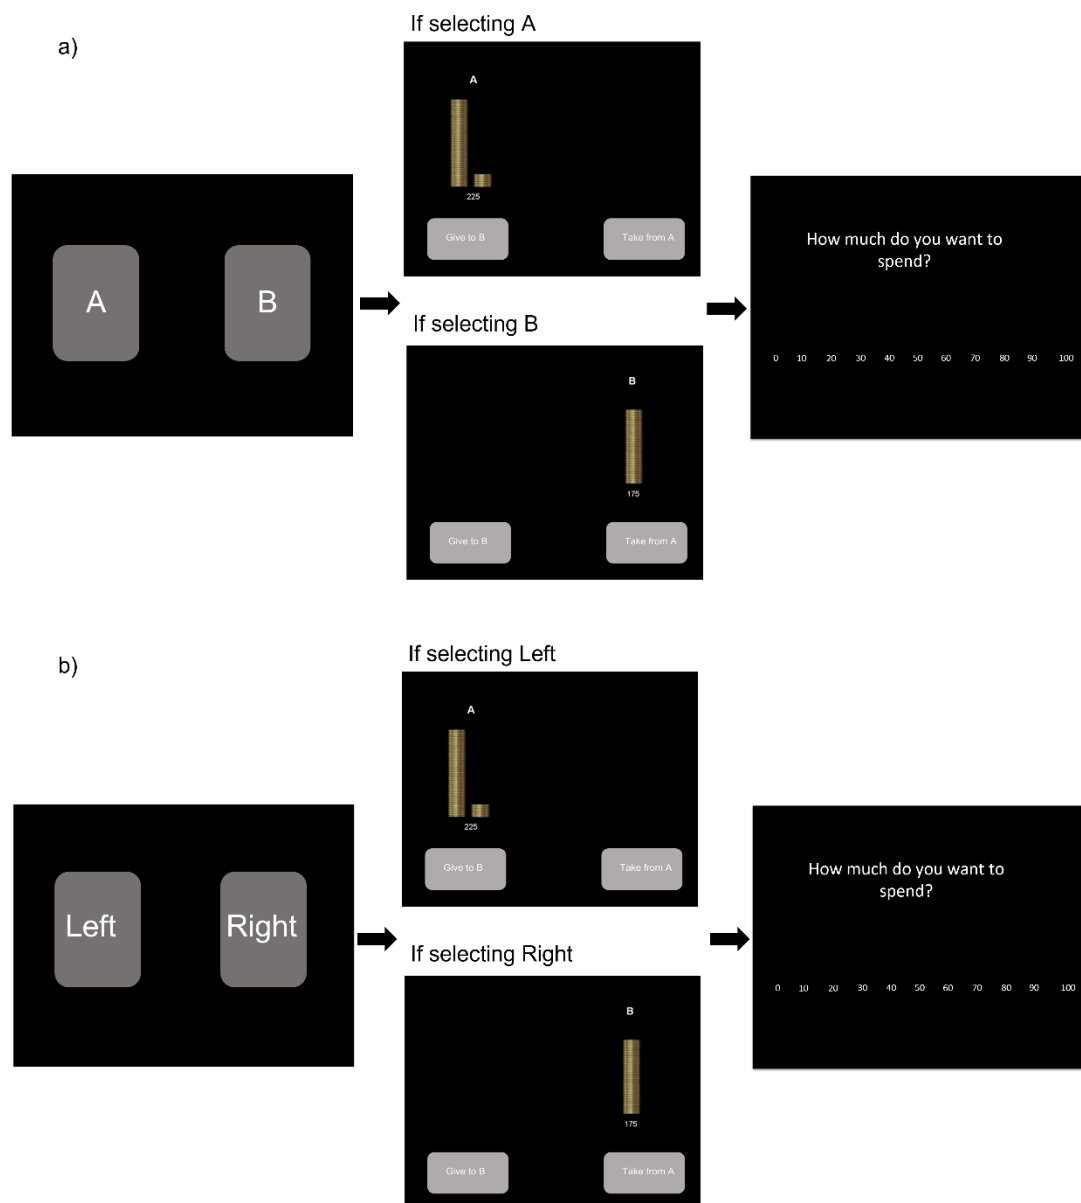 a)
If selecting A
A
225
Give to B
Take from A
A
B
If selecting B
B
175
Give to B
Take from A
How much do you want to
spend?
0 10 20 30 40 50 60 70 80 90 100
b)
If selecting Left
A
225
Give to B
Take from A
Left
Right
If selecting Right
B
175
Give to B
Take from A
How much do you want to
spend?
0 10 20 30 40 50 60 70 80 90 100